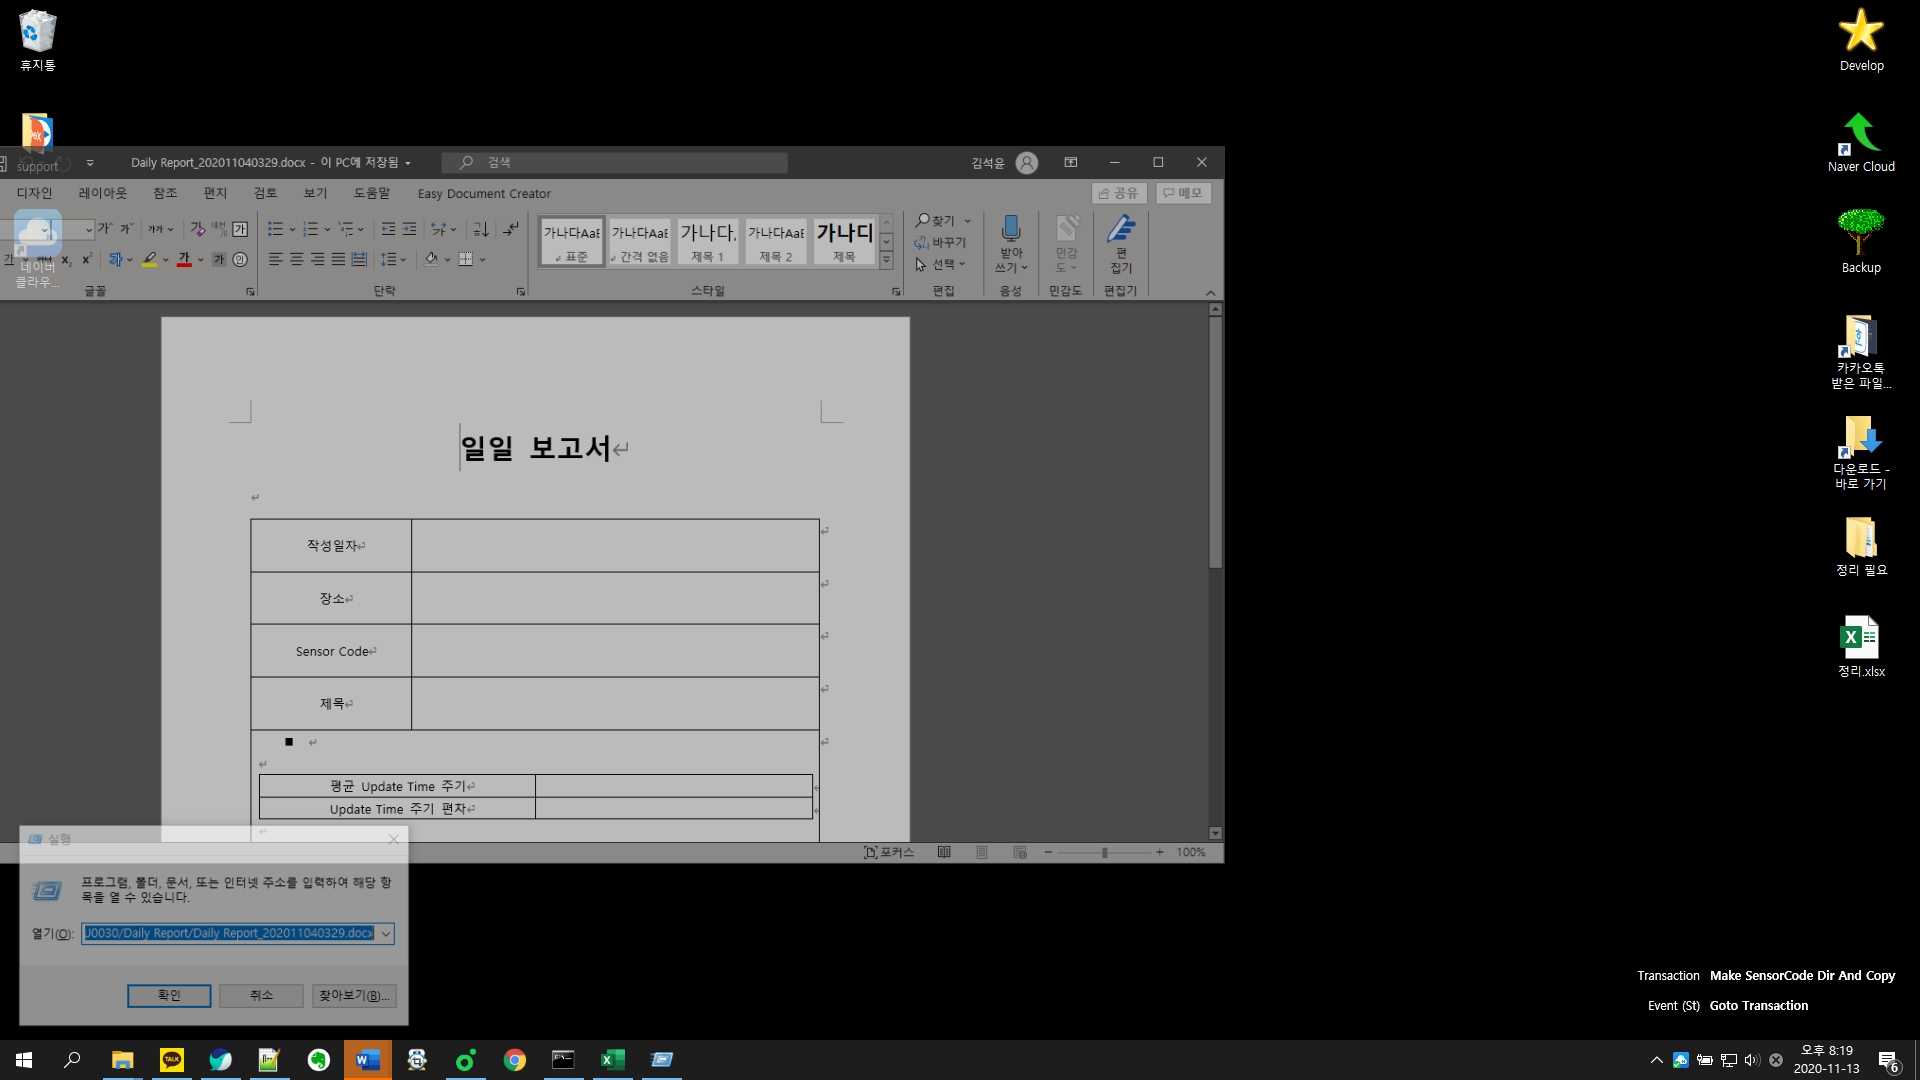 휴지통
support
네이버
클라우...
Develop
Naver Cloud
Backup
카카오톡
받은 파일...
다운로드 -
바로 가기
정리 필요
정리.xlsx
Daily Report_202011040329.docx - 이 PC에 저장됨
검색
김석윤
디자인 레이아웃 참조 편지 검토 보기 도움말 Easy Document Creator
공유 메모
가나다AaB 가나다AaB 가나다, 가나다AaB 가나디
표준 간격 없음 제목 1 제목 2 제목
찾기
바꾸기
선택
받아
쓰기
민감
도
편
집기
글꼴 단락 스타일 편집 음성 민감도 편집기
일일 보고서
작성일자
장소
Sensor Code
제목
평균 Update Time 주기
Update Time 주기 편차
포커스
100%
실행
프로그램, 폴더, 문서, 또는 인터넷 주소를 입력하여 해당 항
목을 열 수 있습니다.
열기(O): J0030/Daily Report/Daily Report_202011040329.docx
확인 취소 찾아보기(B)...
Transaction Make SensorCode Dir And Copy
Event (St) Goto Transaction
TALK
오후 8:19
2020-11-13
6